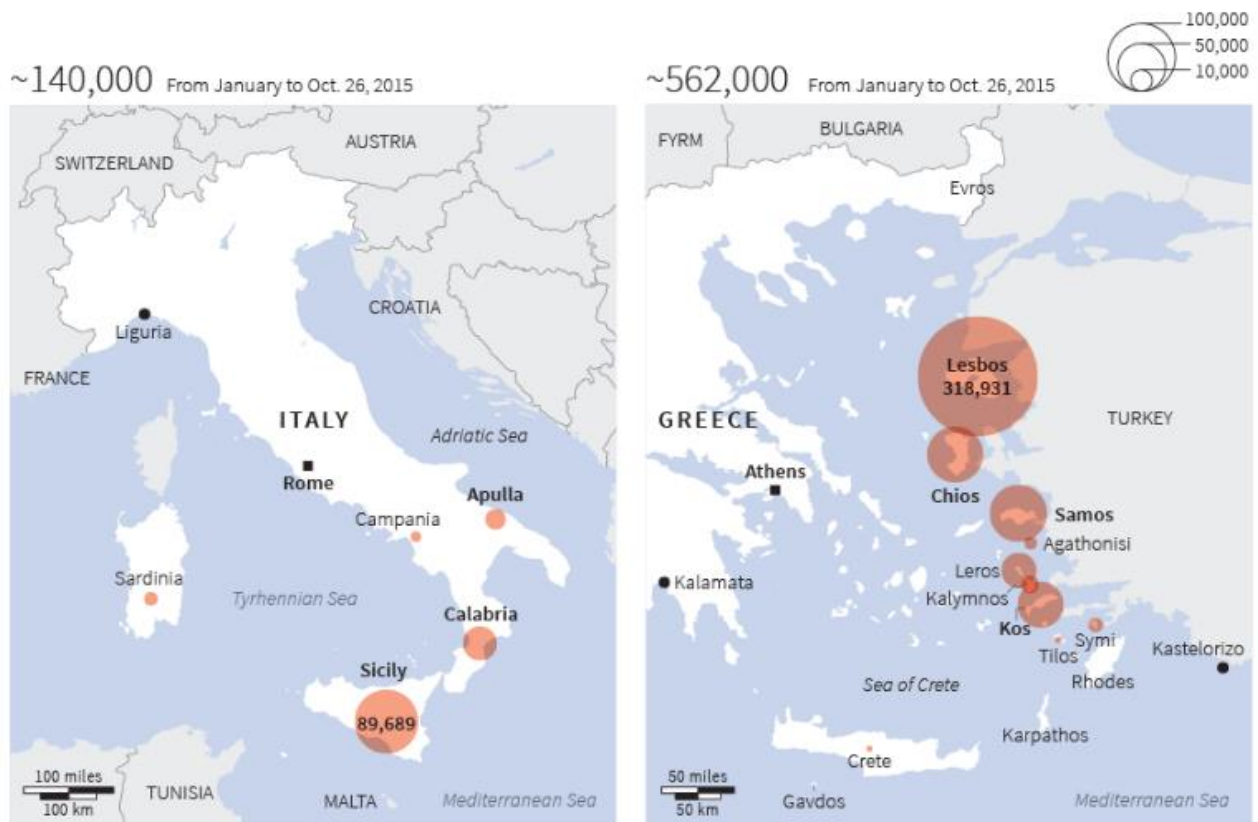 100,000
50,000
10,000
~140,000 From January to Oct. 26, 2015
SWITZERLAND
AUSTRIA
CROATIA
Liguria
FRANCE
ITALY
Adriatic Sea
Rome
Apulla
Campania
Sardinia
Tyrhennian Sea
Calabria
Sicily
89,689
100 miles
100 km
TUNISIA
MALTA
Mediterranean Sea
~562,000 From January to Oct. 26, 2015
FYRM
BULGARIA
Evros
Lesbos
318,931
TURKEY
GREECE
Athens
Chios
Samos
Agathonisi
Leros
Kalamata
Kalymnos
Kos
Symi
Tilos
Kastelorizo
Rhodes
Sea of Crete
Karpathos
Crete
50 miles
50 km
Gavdos
Mediterranean Sea